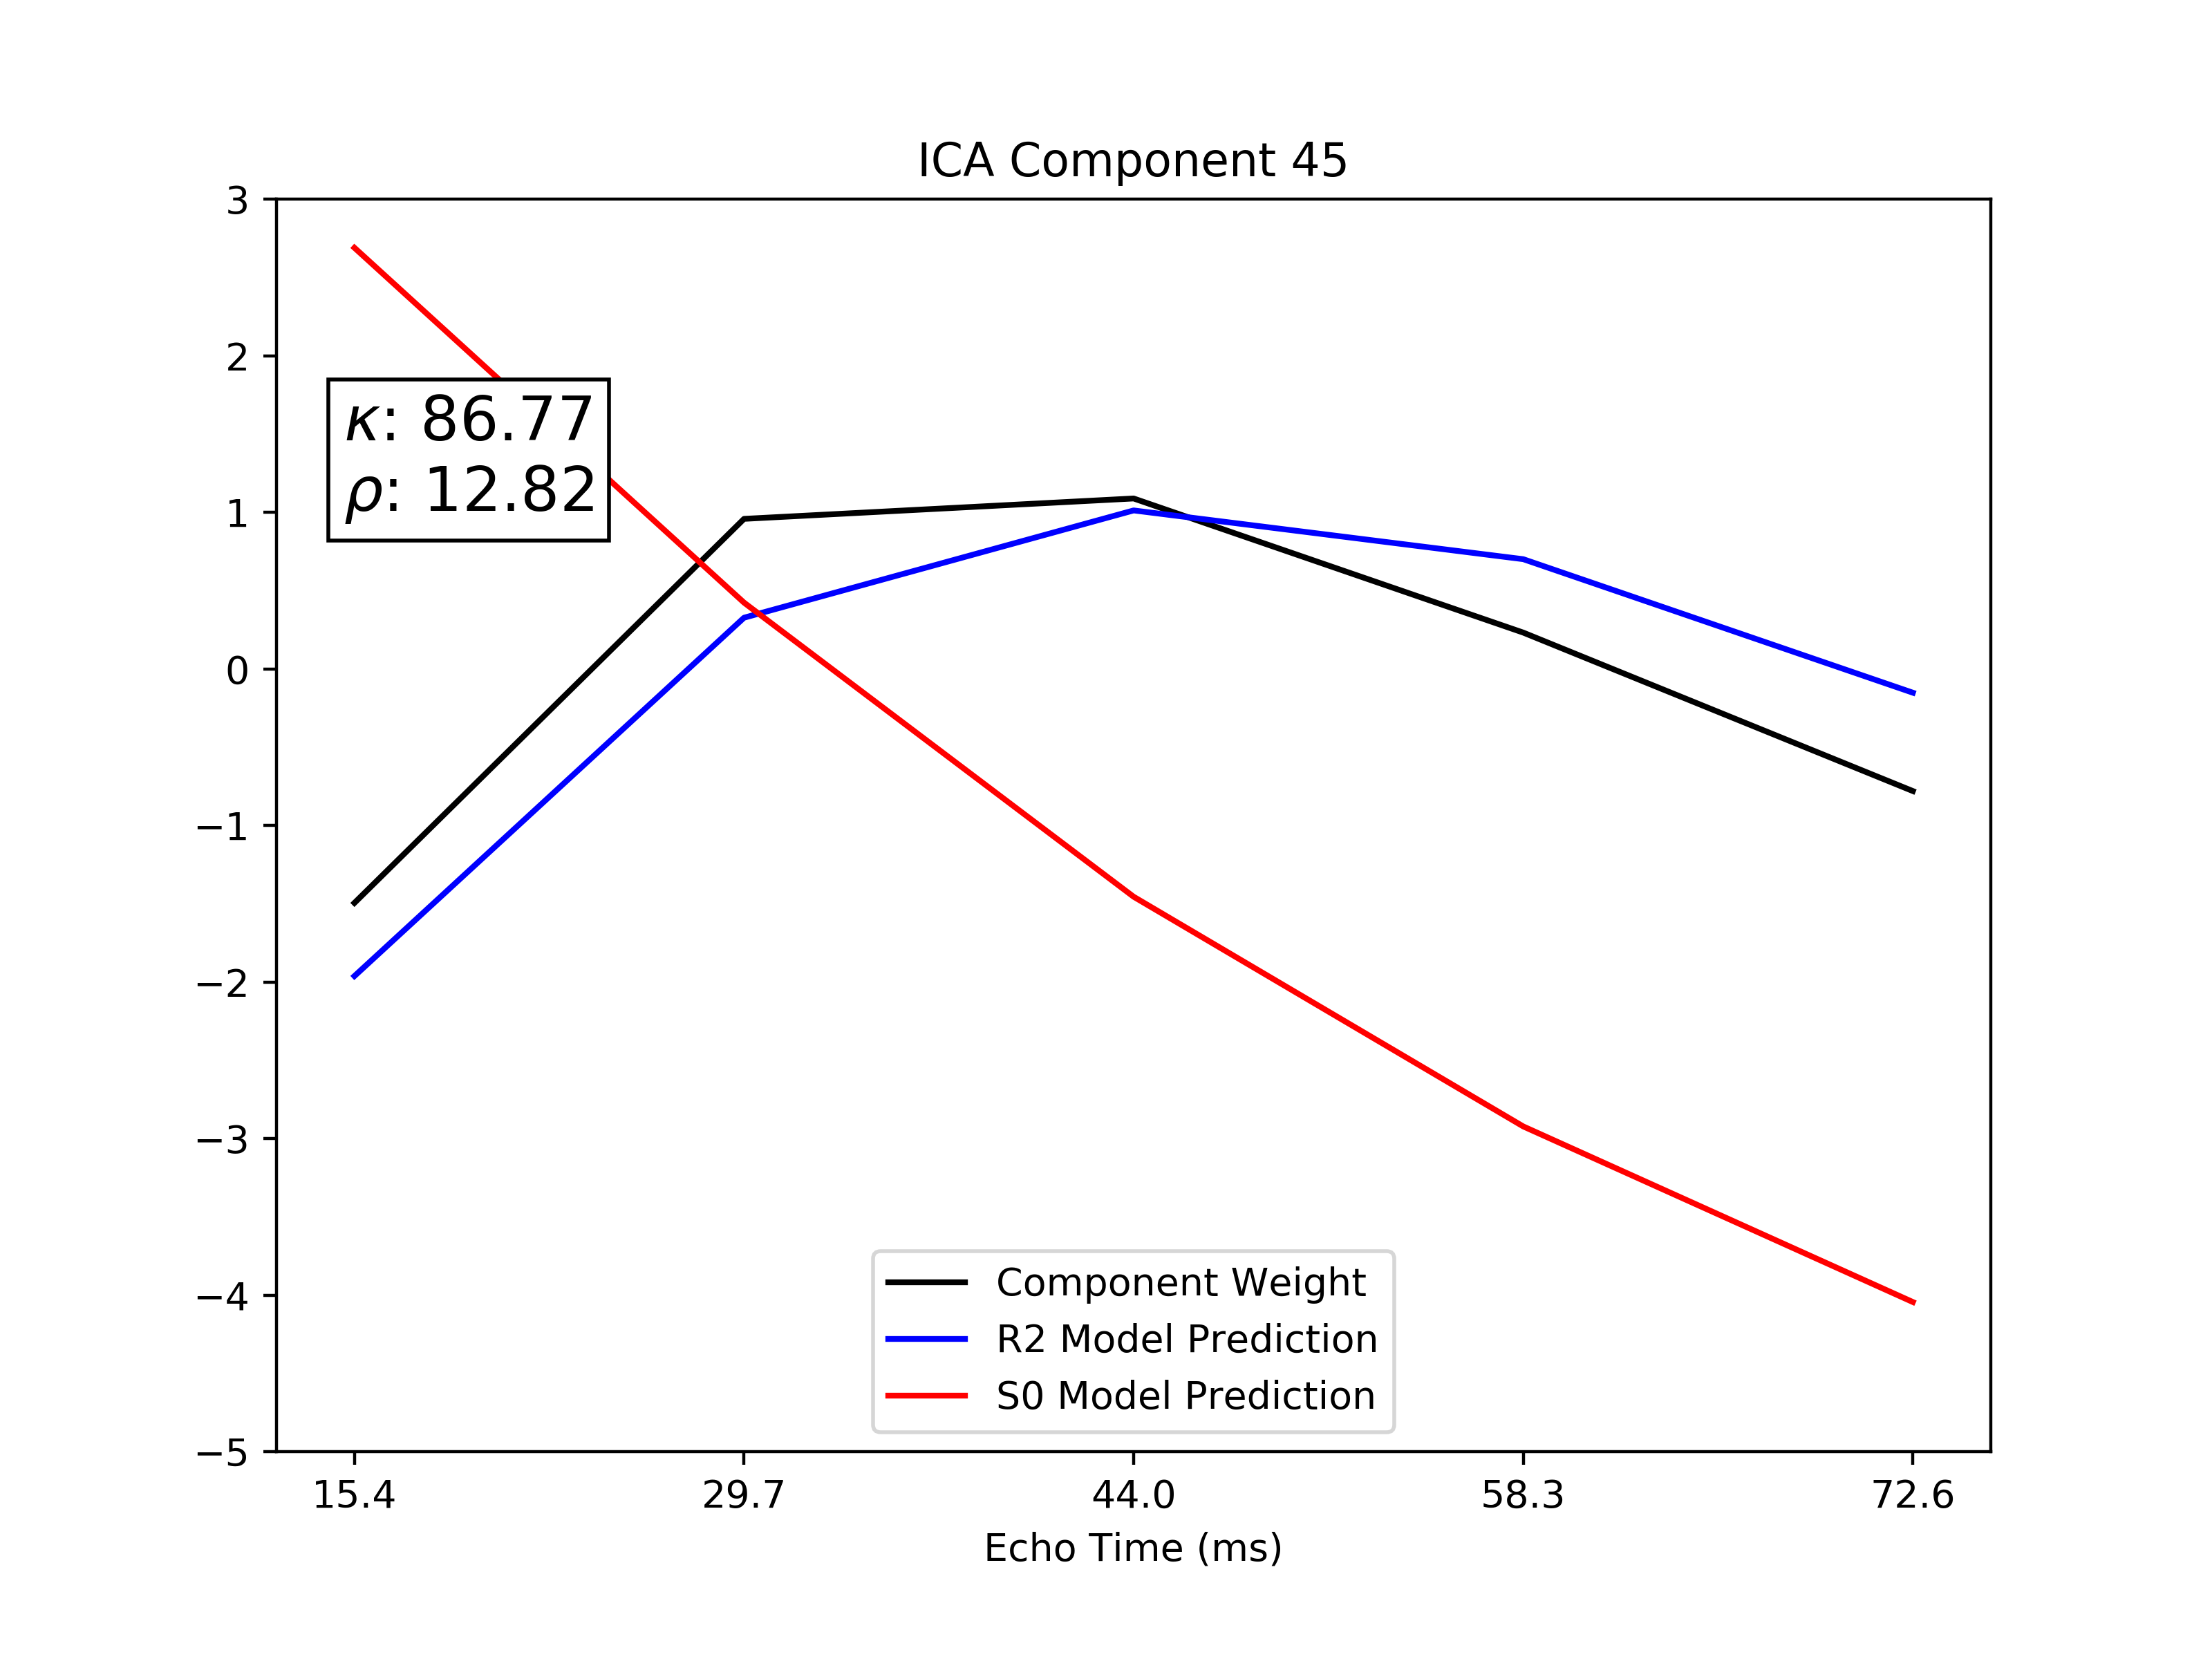 ICA Component 45
3
2
1
0
−1
−2
−3
−4
−5
κ: 86.77
ρ: 12.82
Component Weight
R2 Model Prediction
S0 Model Prediction
15.4 29.7 44.0 58.3 72.6
Echo Time (ms)